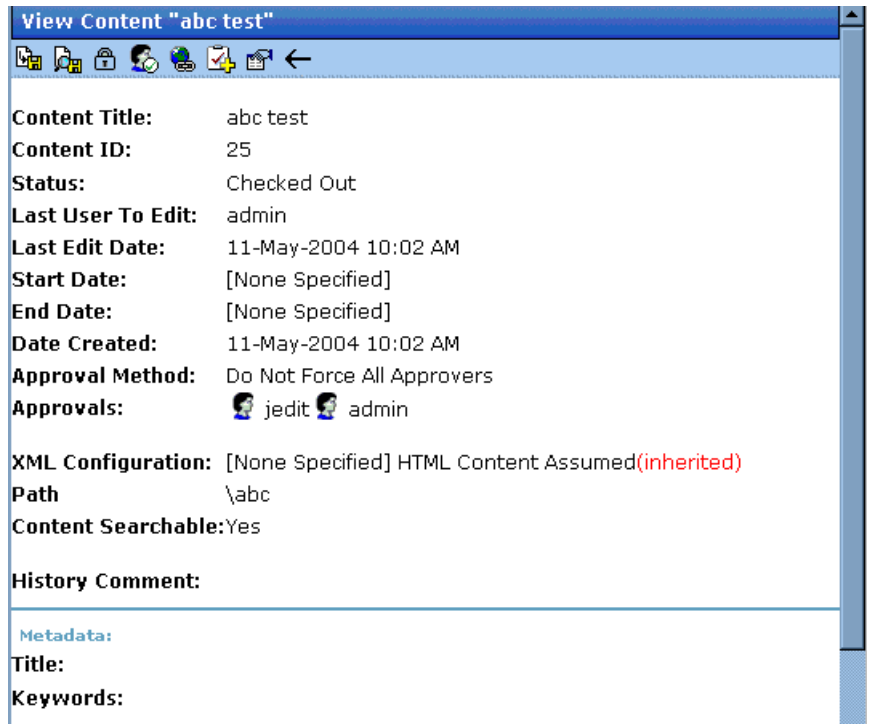 View Content "abc test"
Content Title: abc test
Content ID: 25
Status: Checked Out
Last User To Edit: admin
Last Edit Date: 11-May-2004 10:02 AM
Start Date: [None Specified]
End Date: [None Specified]
Date Created: 11-May-2004 10:02 AM
Approval Method: Do Not Force All Approvers
Approvals: jedit admin
XML Configuration: [None Specified] HTML Content Assumed(inherited)
Path \abc
Content Searchable:Yes
History Comment:
Metadata:
Title:
Keywords: